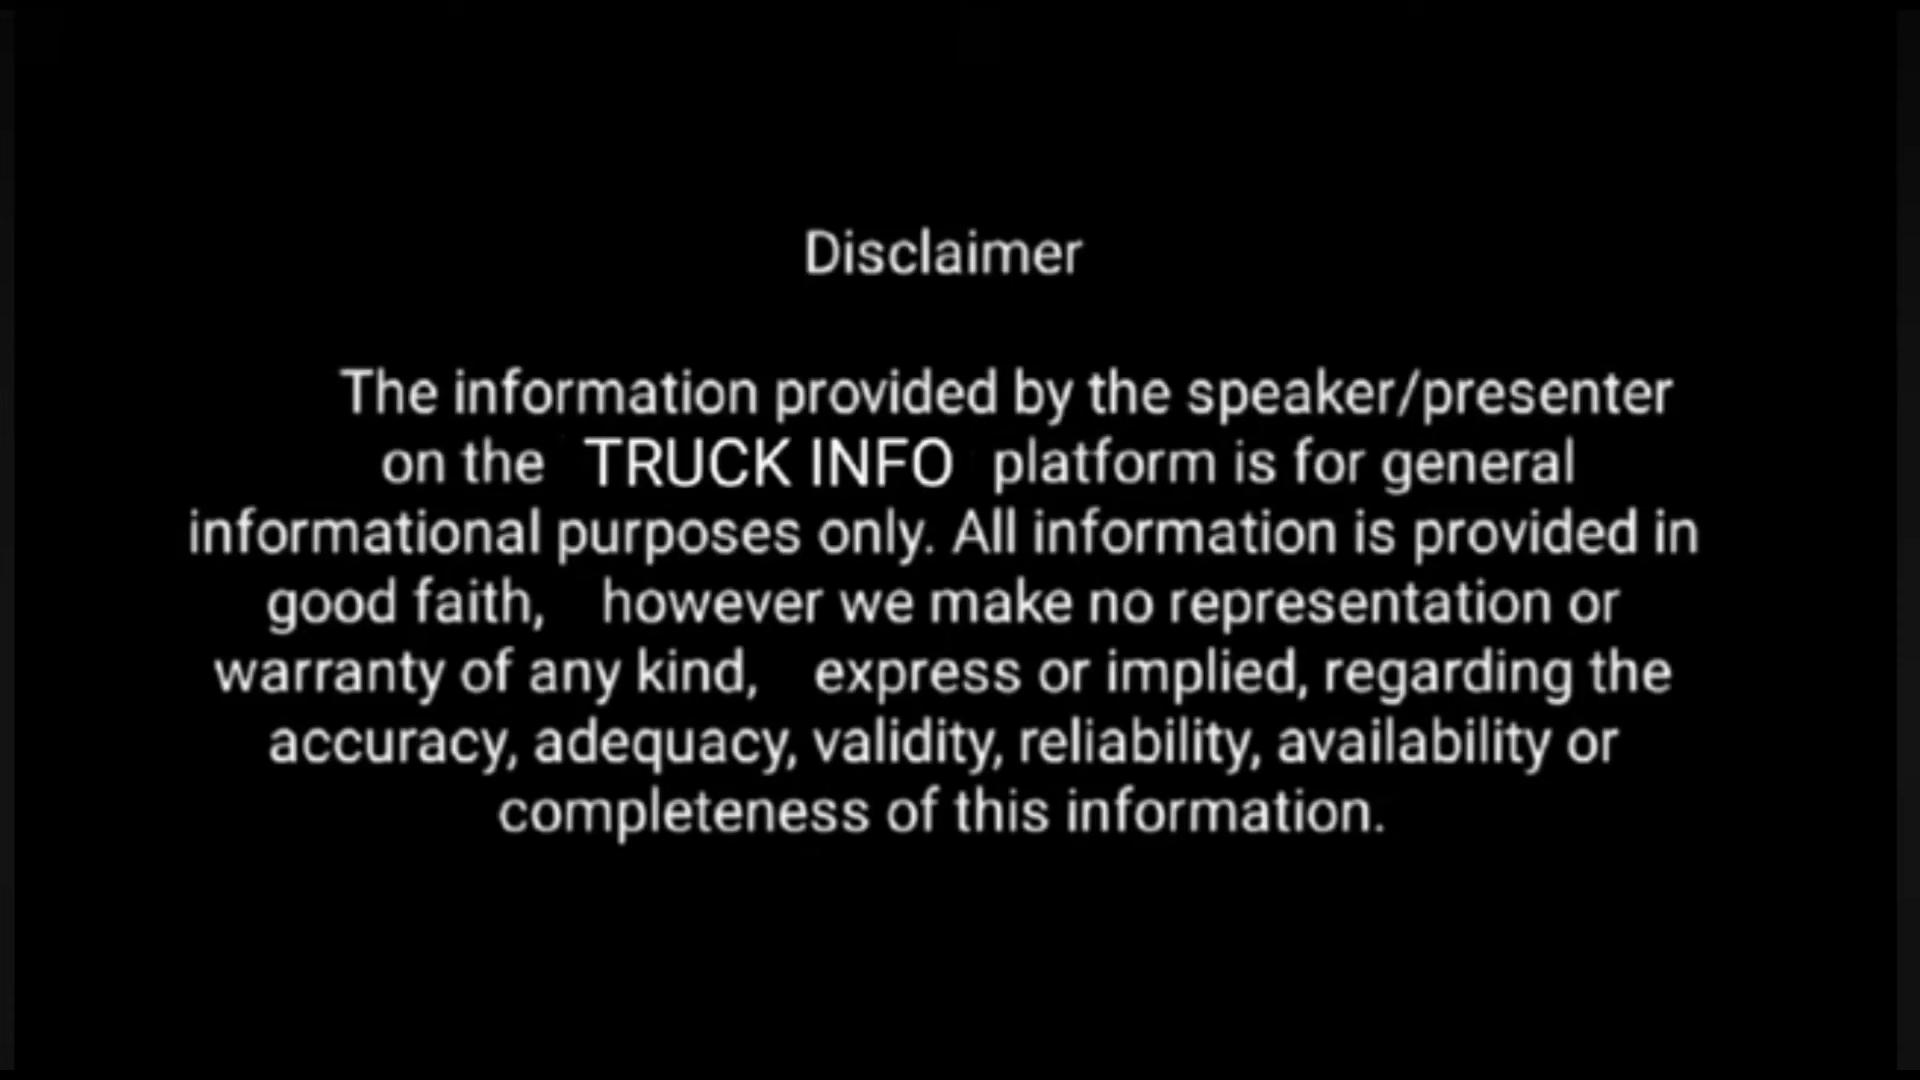 Disclaimer
The information provided by the speaker/presenter
on the TRUCK INFO platform is for general
informational purposes only. All information is provided in
good faith, however we make no representation or
warranty of any kind, express or implied, regarding the
accuracy, adequacy, validity, reliability, availability or
completeness of this information.